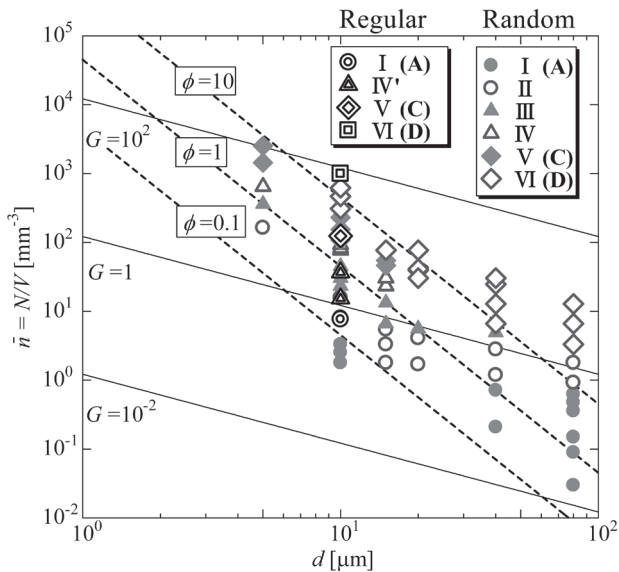 Regular Random
I (A)
IV'
V (C)
VI (D)
I (A)
II
III
IV
V (C)
VI (D)
ϕ=10
ϕ=1
ϕ=0.1
G=10²
G=1
G=10⁻²
10⁵
10⁴
10³
10²
10¹
10⁰
10⁻¹
10⁻²
n̄ = N/V [mm⁻³]
10⁰ 10¹ 10²
d [μm]